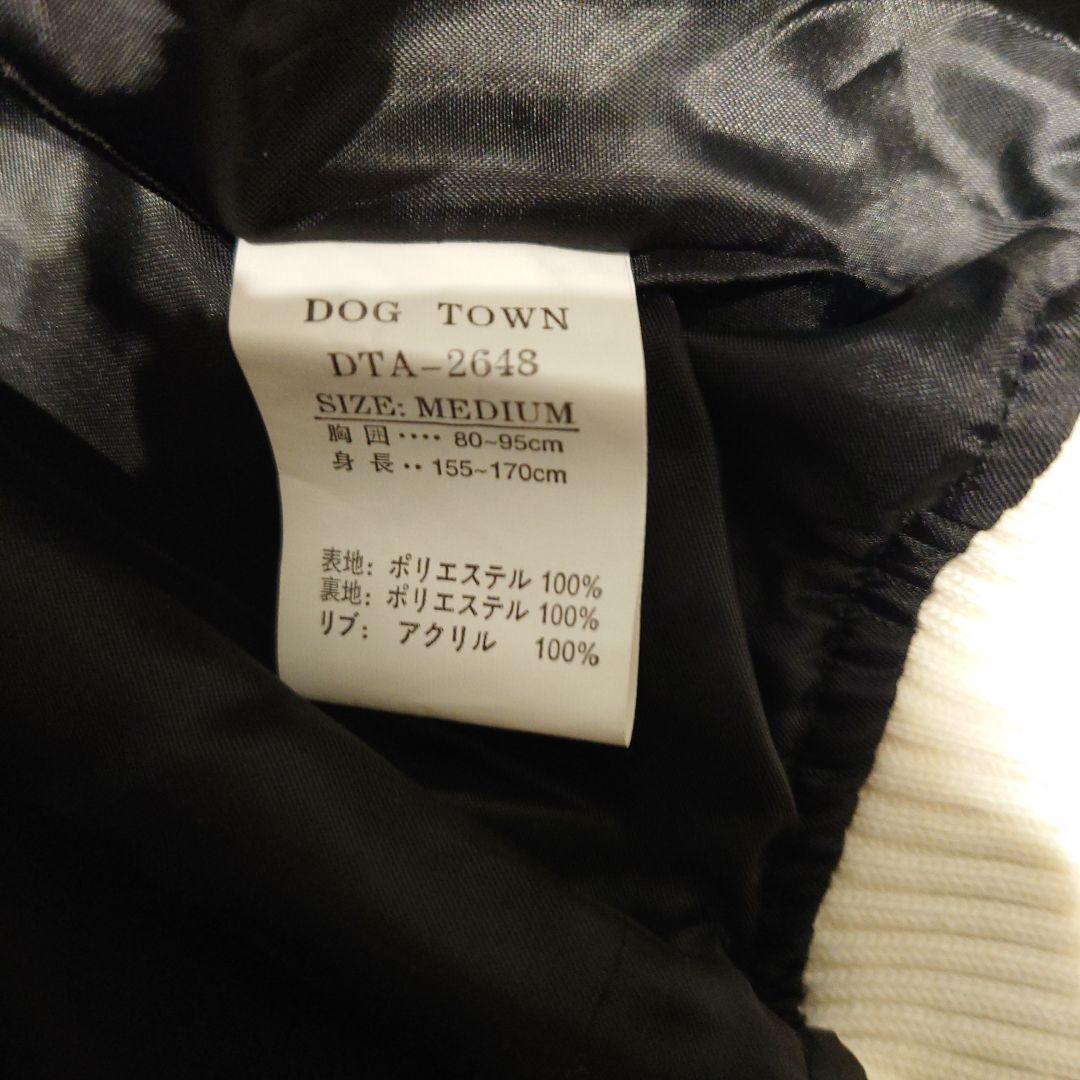 DOG TOWN
DTA-2648
SIZE: MEDIUM
胸 囲 ‥‥ 80~95cm
身 長 ‥ 155~170cm
表地: ポリエステル 100%
裏地: ポリエステル 100%
リブ: アクリル 100%